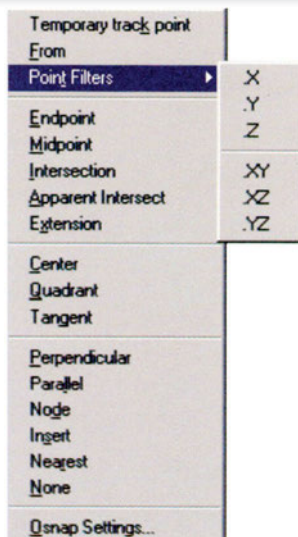 Temporary track point
From
Point Filters
.X
.Y
.Z
.XY
.XZ
.YZ
Endpoint
Midpoint
Intersection
Apparent Intersect
Extension
Center
Quadrant
Tangent
Perpendicular
Parallel
Node
Insert
Nearest
None
Osnap Settings...